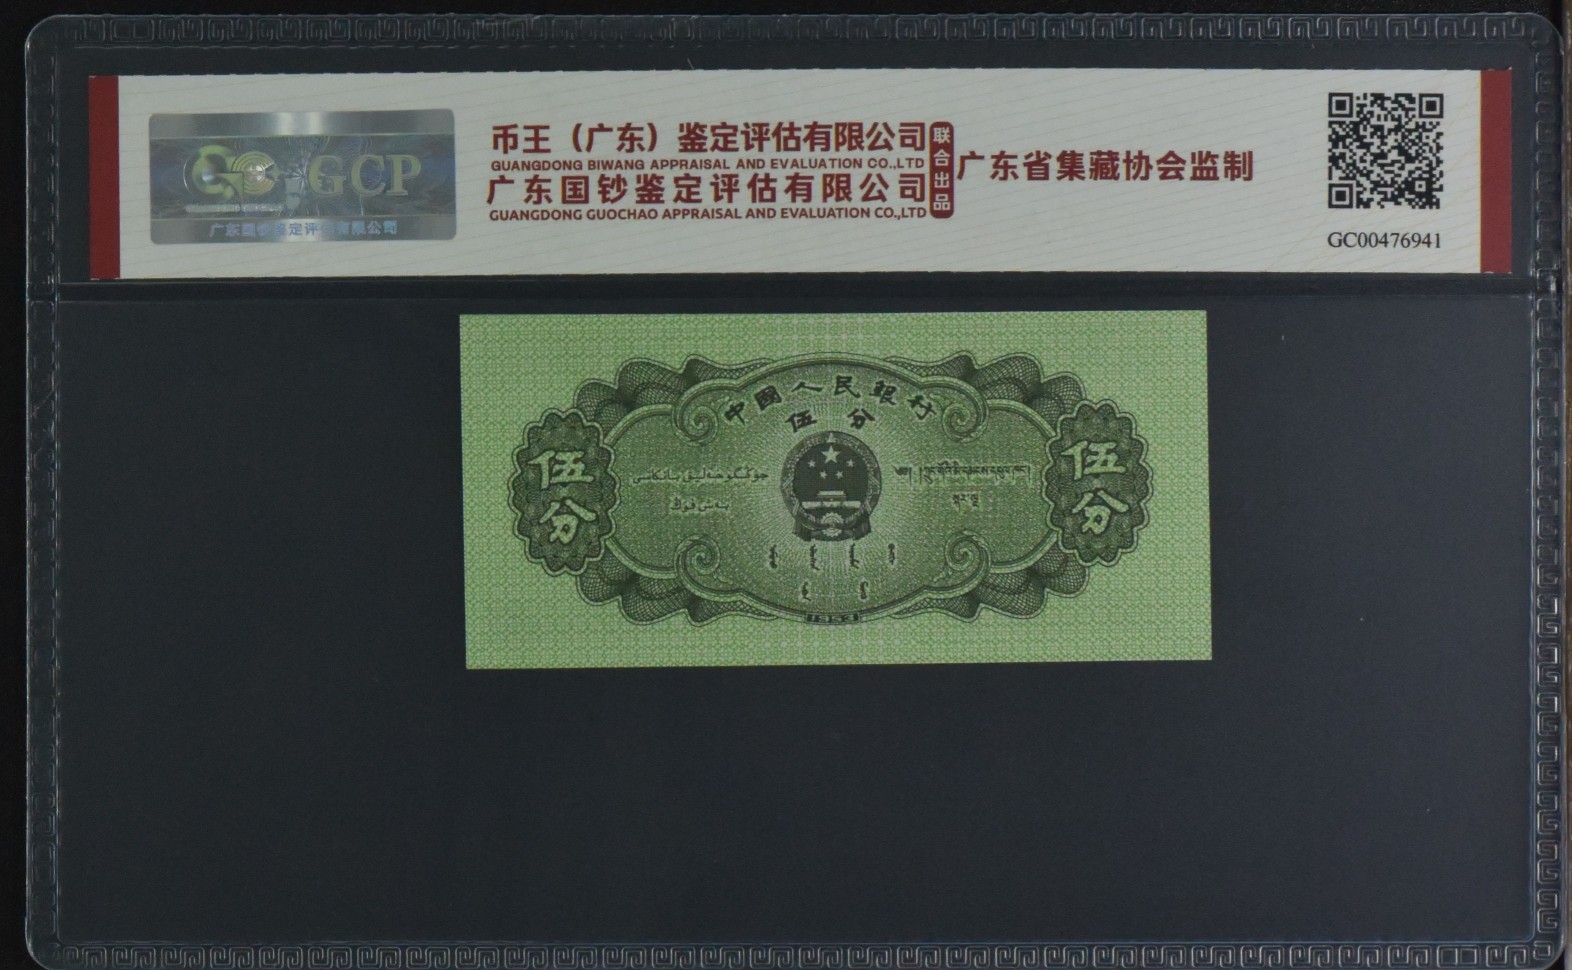 GCP
广东国钞鉴定评估有限公司
币王（广东）鉴定评估有限公司
GUANGDONG BIWANG APPRAISAL AND EVALUATION CO.,LTD
广东国钞鉴定评估有限公司
GUANGDONG GUOCHAO APPRAISAL AND EVALUATION CO.,LTD
联合出品
广东省集藏协会监制
GC00476941
中國人民銀行
伍分
伍分
伍分
1953